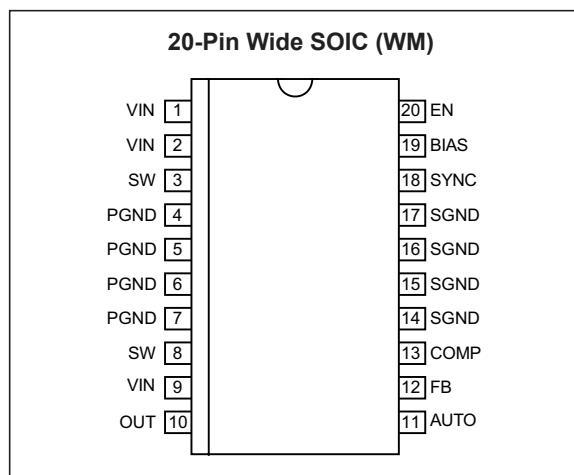 20-Pin Wide SOIC (WM)
VIN 1 20 EN
VIN 2 19 BIAS
SW 3 18 SYNC
PGND 4 17 SGND
PGND 5 16 SGND
PGND 6 15 SGND
PGND 7 14 SGND
SW 8 13 COMP
VIN 9 12 FB
OUT 10 11 AUTO